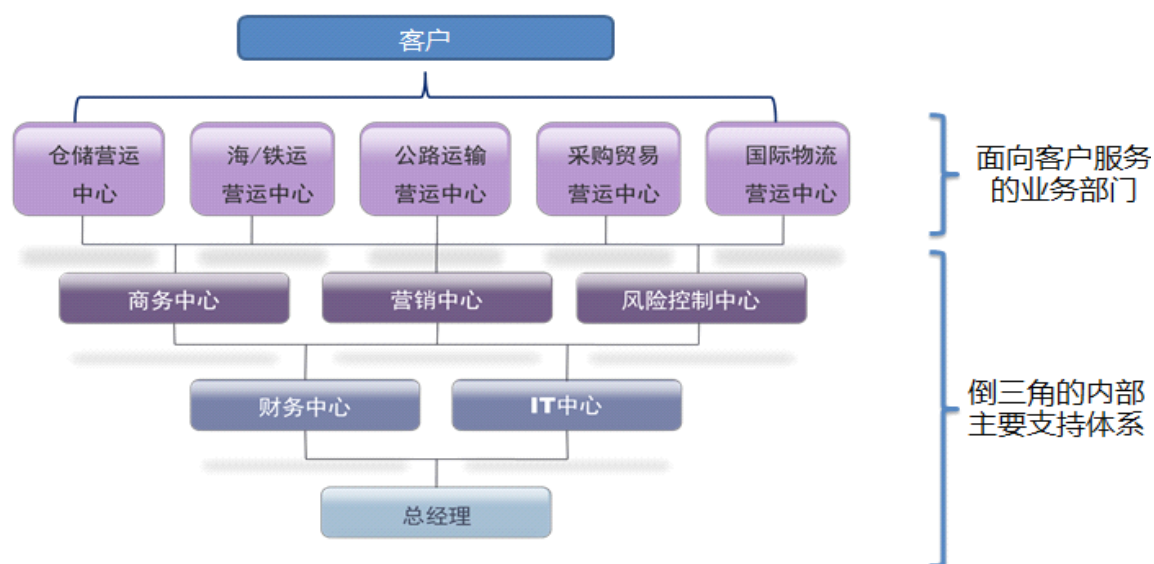 客户
仓储营运
中心
海/铁运
营运中心
公路运输
营运中心
采购贸易
营运中心
国际物流
营运中心
面向客户服务
的业务部门
商务中心
营销中心
风险控制中心
财务中心
IT中心
倒三角的内部
主要支持体系
总经理